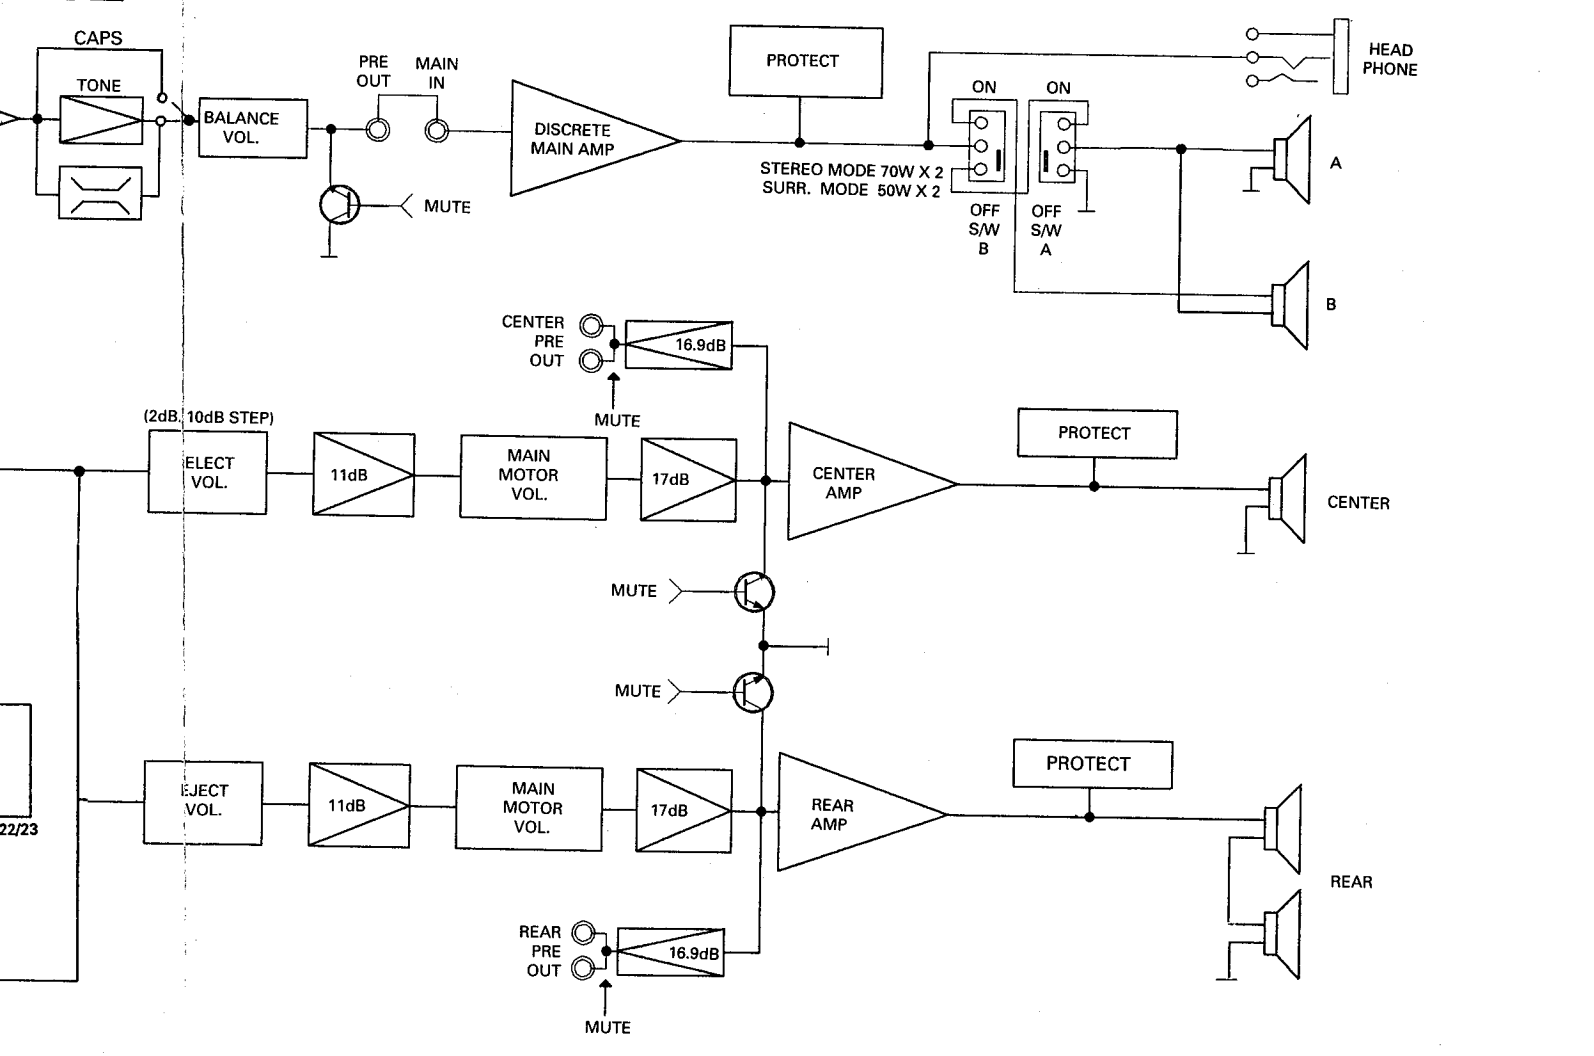 CAPS
TONE
BALANCE
VOL.
PRE
OUT
MAIN
IN
MUTE
DISCRETE
MAIN AMP
PROTECT
STEREO MODE 70W X 2
SURR. MODE 50W X 2
ON
ON
OFF
S/W
B
OFF
S/W
A
HEAD
PHONE
A
B
CENTER
PRE
OUT
16.9dB
MUTE
(2dB. 10dB STEP)
ELECT
VOL.
11dB
MAIN
MOTOR
VOL.
17dB
CENTER
AMP
PROTECT
CENTER
MUTE
MUTE
22/23
EJECT
VOL.
11dB
MAIN
MOTOR
VOL.
17dB
REAR
AMP
PROTECT
REAR
REAR
PRE
OUT
16.9dB
MUTE